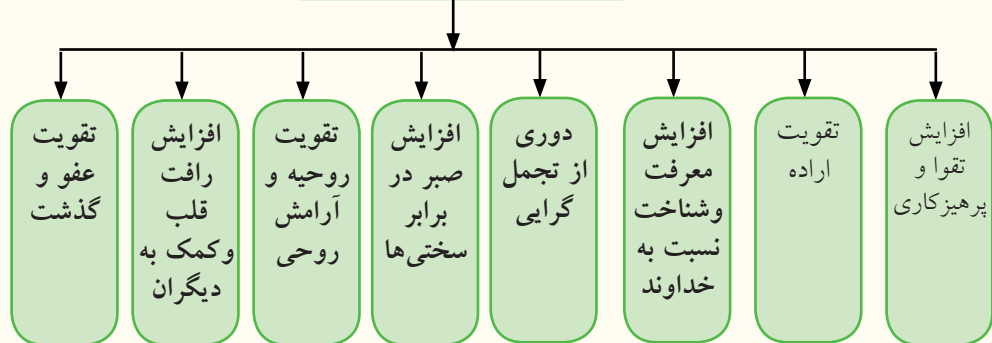 افزایش
تقوا و
پرهیزکاری
تقویت
اراده
افزایش
معرفت
وشناخت
نسبت به
خداوند
دوری
از تجمل
گرایی
افزایش
صبر در
برابر
سختی‌ها
تقویت
روحیه و
آرامش
روحی
افزایش
رافت
قلب
وکمک به
دیگران
تقویت
عفو و
گذشت